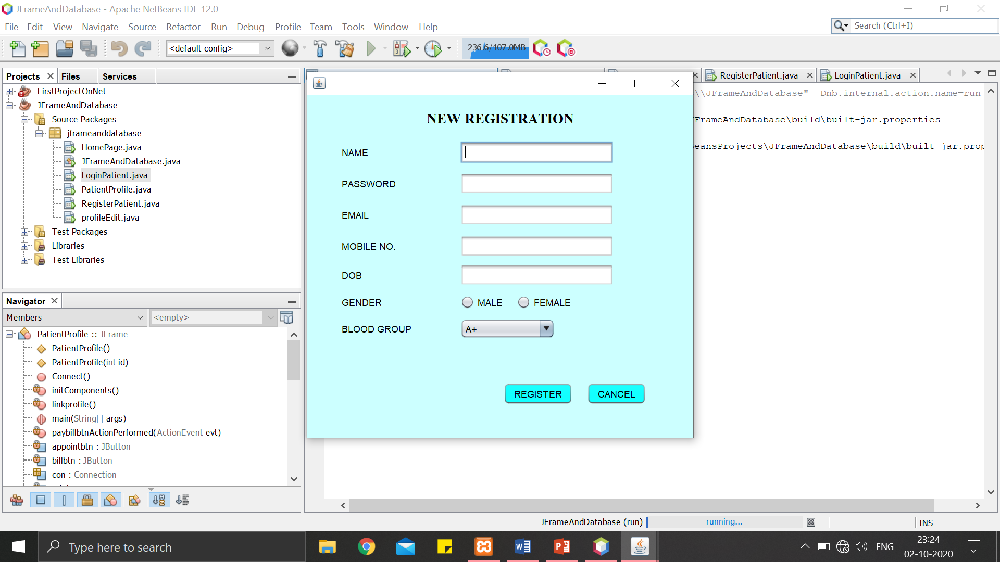 JFrameAndDatabase - Apache NetBeans IDE 12.0
File Edit View Navigate Source Refactor Run Debug Profile Team Tools Window Help
Search (Ctrl+I)
<default config>
236.6/407.0MB
Projects Files Services
FirstProjectOnNet
JFrameAndDatabase
Source Packages
jframeanddatabase
HomePage.java
JFrameAndDatabase.java
LoginPatient.java
PatientProfile.java
RegisterPatient.java
profileEdit.java
Test Packages
Libraries
Test Libraries
Navigator
Members
<empty>
PatientProfile :: JFrame
PatientProfile()
PatientProfile(int id)
Connect()
initComponents()
linkprofile()
main(String[] args)
paybillbtnActionPerformed(ActionEvent evt)
appointbtn : JButton
billbtn : JButton
con : Connection
RegisterPatient.java LoginPatient.java
\\JFrameAndDatabase" -Dnb.internal.action.name=run
FrameAndDatabase\build\built-jar.properties
eansProjects\JFrameAndDatabase\build\built-jar.prop
NEW REGISTRATION
NAME
PASSWORD
EMAIL
MOBILE NO.
DOB
GENDER MALE FEMALE
BLOOD GROUP A+
REGISTER CANCEL
JFrameAndDatabase (run) running... INS
Type here to search
ENG
23:24
02-10-2020